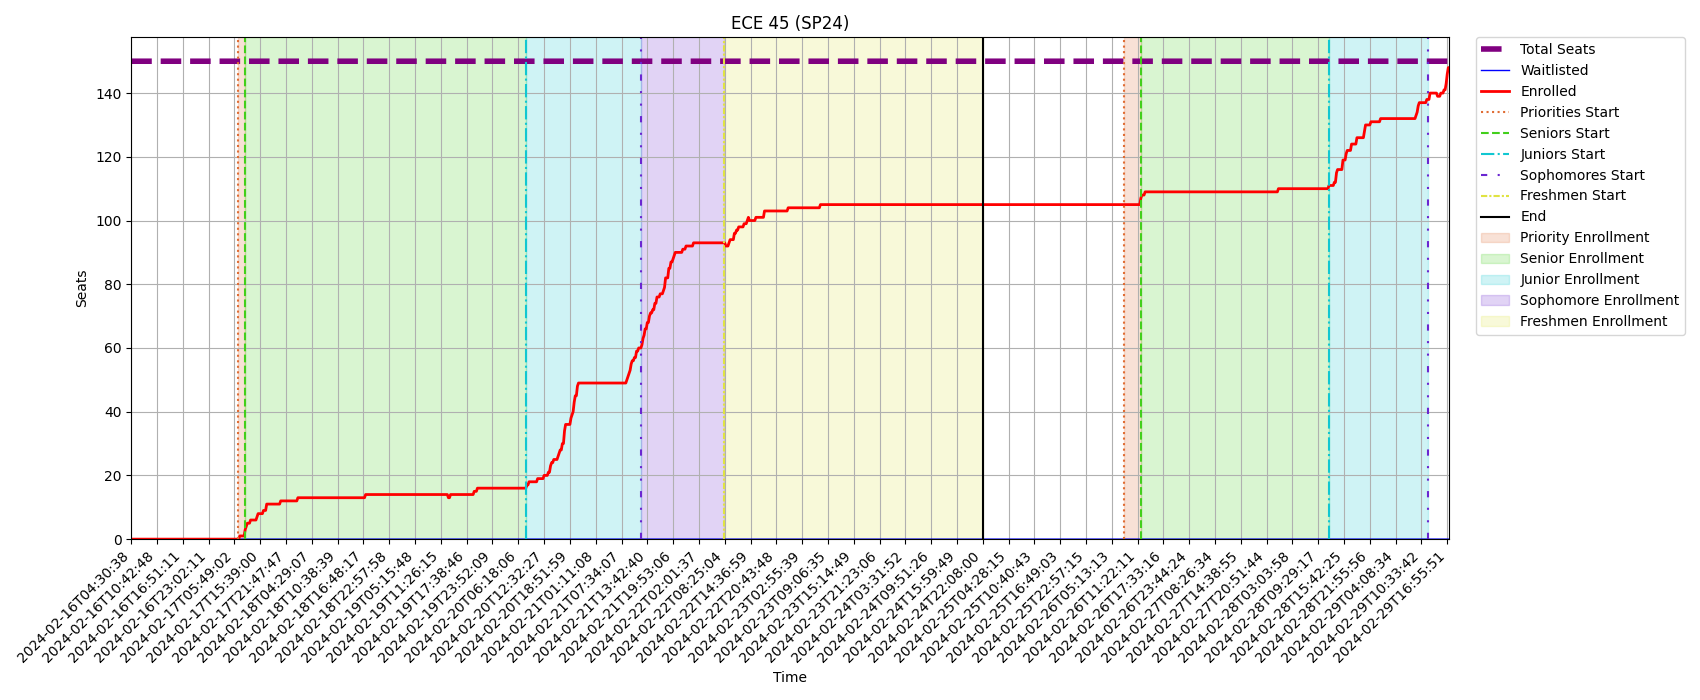 ECE 45 (SP24)
Seats
140
120
100
80
60
40
20
0
2024-02-16T04:30:38
2024-02-16T10:42:48
2024-02-16T16:51:11
2024-02-16T23:02:11
2024-02-17T05:49:02
2024-02-17T15:39:00
2024-02-17T21:47:47
2024-02-18T04:29:07
2024-02-18T10:38:39
2024-02-18T16:48:17
2024-02-18T22:57:58
2024-02-19T05:15:48
2024-02-19T11:26:15
2024-02-19T17:38:46
2024-02-19T23:52:09
2024-02-20T06:18:06
2024-02-20T12:32:27
2024-02-20T18:51:59
2024-02-21T01:11:08
2024-02-21T07:34:07
2024-02-21T13:42:40
2024-02-21T19:53:06
2024-02-22T02:01:37
2024-02-22T08:25:04
2024-02-22T14:36:59
2024-02-22T20:43:48
2024-02-23T02:55:39
2024-02-23T09:06:35
2024-02-23T15:14:49
2024-02-23T21:23:06
2024-02-24T03:31:52
2024-02-24T09:51:26
2024-02-24T15:59:49
2024-02-24T22:08:00
2024-02-25T04:28:15
2024-02-25T10:40:43
2024-02-25T16:49:03
2024-02-25T22:57:15
2024-02-26T05:13:13
2024-02-26T11:22:11
2024-02-26T17:33:16
2024-02-26T23:44:24
2024-02-27T08:26:34
2024-02-27T14:38:55
2024-02-27T20:51:44
2024-02-28T03:03:58
2024-02-28T09:29:17
2024-02-28T15:42:25
2024-02-28T21:55:56
2024-02-29T04:08:34
2024-02-29T10:33:42
2024-02-29T16:55:51
Time
Total Seats
Waitlisted
Enrolled
Priorities Start
Seniors Start
Juniors Start
Sophomores Start
Freshmen Start
End
Priority Enrollment
Senior Enrollment
Junior Enrollment
Sophomore Enrollment
Freshmen Enrollment